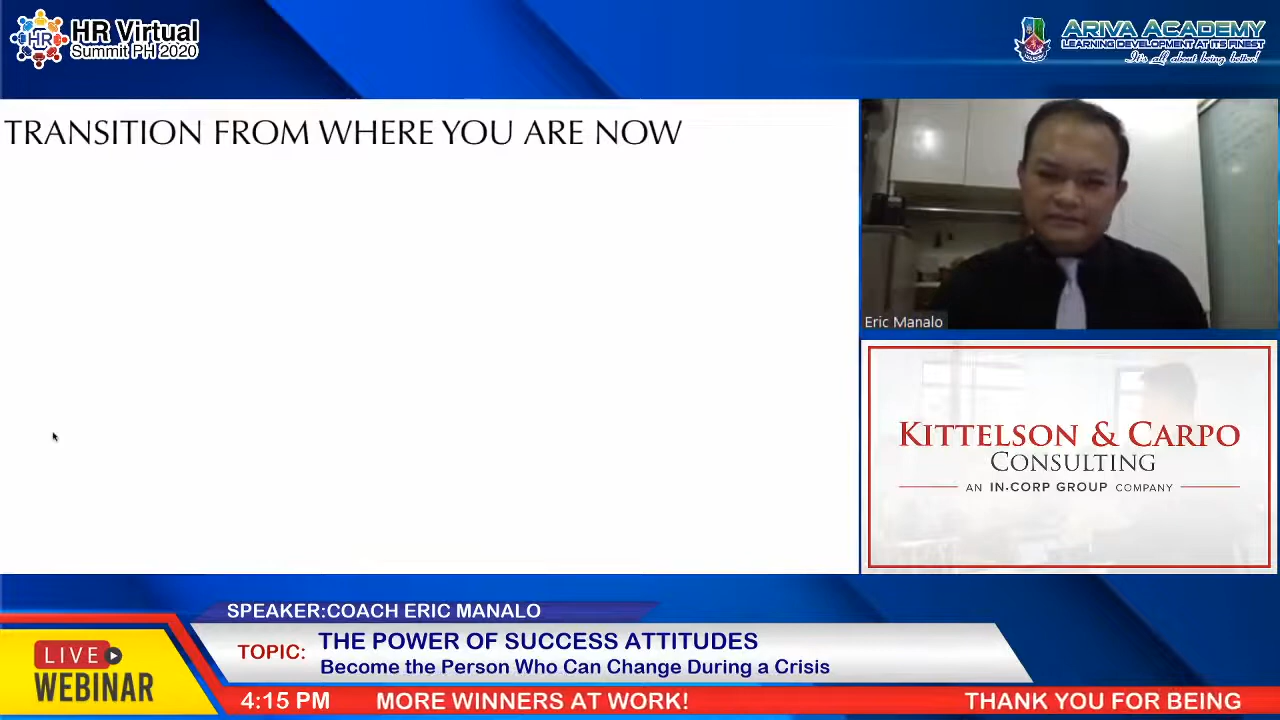 HR Virtual
Summit PH 2020
HR
ARIVA ACADEMY
LEARNING DEVELOPMENT AT ITS FINEST
It's all about being better!
TRANSITION FROM WHERE YOU ARE NOW
Eric Manalo
KITTELSON & CARPO
CONSULTING
AN IN.CORP GROUP COMPANY
SPEAKER:COACH ERIC MANALO
TOPIC: THE POWER OF SUCCESS ATTITUDES
Become the Person Who Can Change During a Crisis
LIVE
WEBINAR
4:15 PM MORE WINNERS AT WORK! THANK YOU FOR BEING